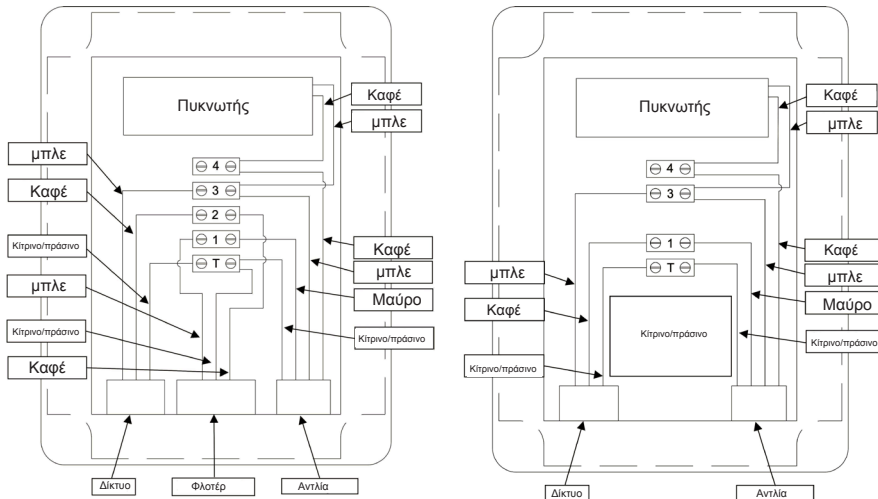 Πυκνωτής
Καφέ
μπλε
4
3
2
1
T
μπλε
Καφέ
Κίτρινο/πράσινο
μπλε
Κίτρινο/πράσινο
Καφέ
Καφέ
μπλε
Μαύρο
Κίτρινο/πράσινο
Δίκτυο
Φλοτέρ
Αντλία
Πυκνωτής
Καφέ
μπλε
4
3
1
T
μπλε
Καφέ
Κίτρινο/πράσινο
Κίτρινο/πράσινο
Καφέ
μπλε
Μαύρο
Κίτρινο/πράσινο
Δίκτυο
Αντλία